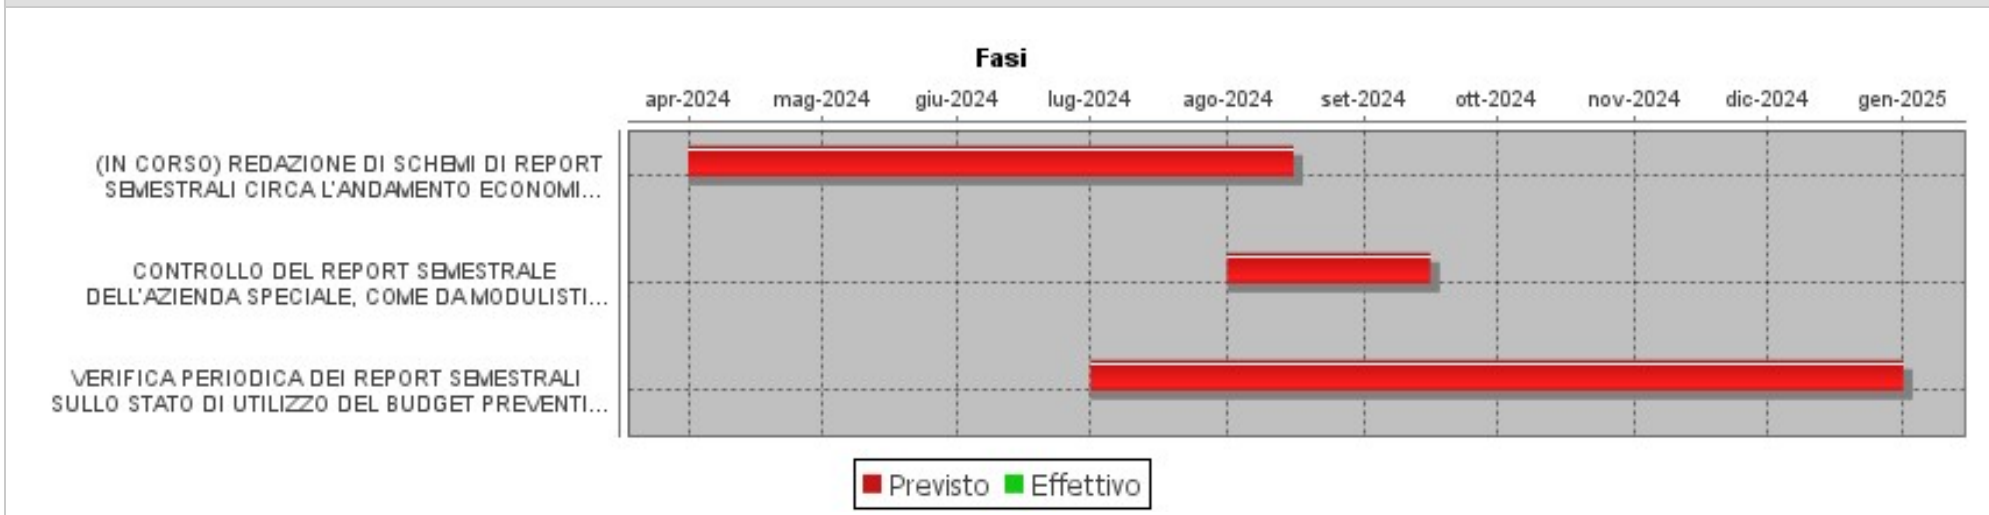 Fasi
apr-2024 mag-2024 giu-2024 lug-2024 ago-2024 set-2024 ott-2024 nov-2024 dic-2024 gen-2025
(IN CORSO) REDAZIONE DI SCHEMI DI REPORT
SEMESTRALI CIRCA L'ANDAMENTO ECONOMI...
CONTROLLO DEL REPORT SEMESTRALE
DELL'AZIENDA SPECIALE, COME DA MODULISTI...
VERIFICA PERIODICA DEI REPORT SEMESTRALI
SULLO STATO DI UTILIZZO DEL BUDGET PREVENTI...
Previsto Effettivo